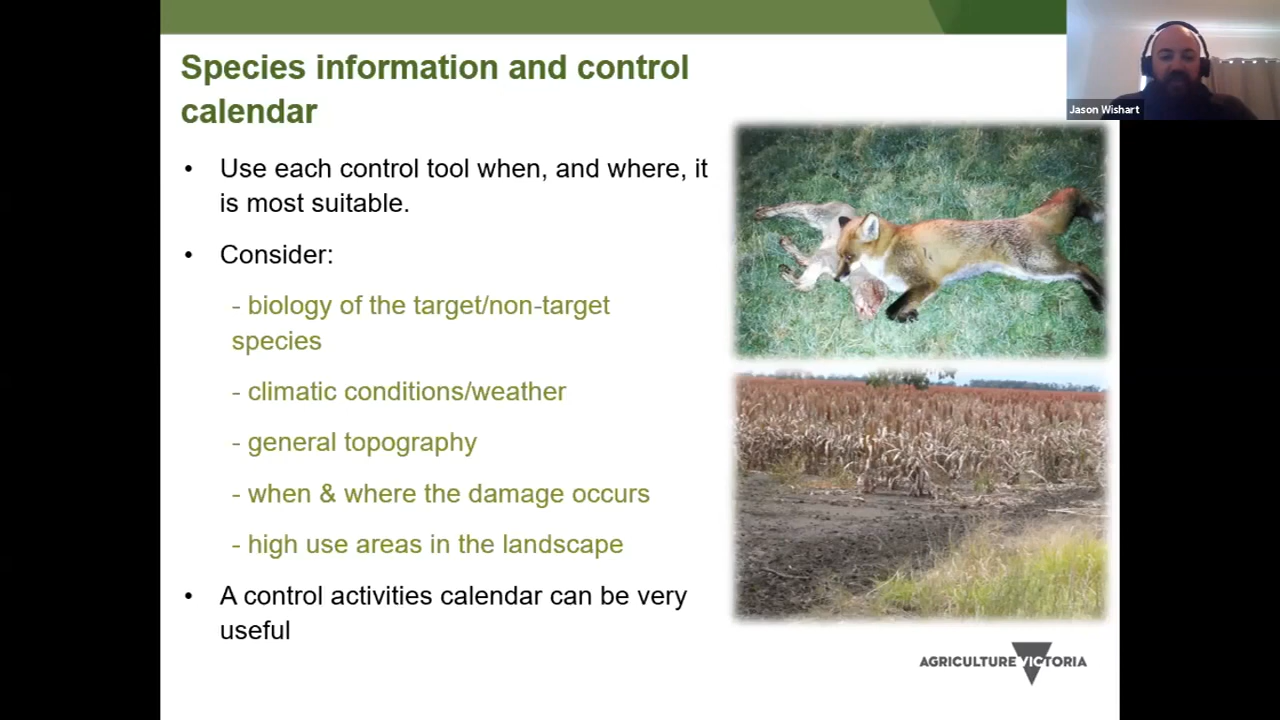 Species information and control
calendar
• Use each control tool when, and where, it
is most suitable.
• Consider:
- biology of the target/non-target
species
- climatic conditions/weather
- general topography
- when & where the damage occurs
- high use areas in the landscape
• A control activities calendar can be very
useful
Jason Wishart
AGRICULTURE VICTORIA